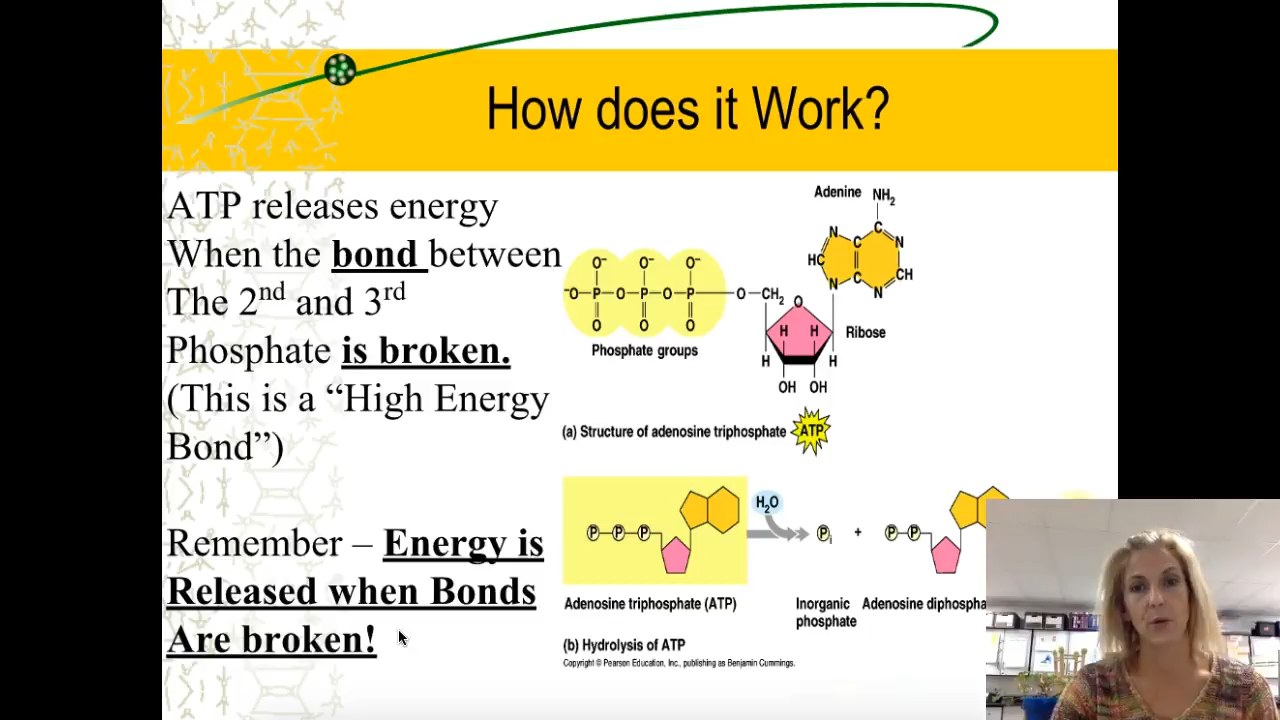 How does it Work?
ATP releases energy
When the bond between
The 2nd and 3rd
Phosphate is broken.
(This is a “High Energy
Bond”)
Remember – Energy is
Released when Bonds
Are broken!
Adenine NH2
N C N
HC C CH
N C N
O- O- O-
-O P O P O P O CH2 O
O O O
H H Ribose
Phosphate groups H H
OH OH
(a) Structure of adenosine triphosphate ATP
H2O
P P P Pi + P P
Adenosine triphosphate (ATP)
Inorganic
phosphate
Adenosine diphospha
(b) Hydrolysis of ATP
Copyright © Pearson Education, Inc., publishing as Benjamin Cummings.